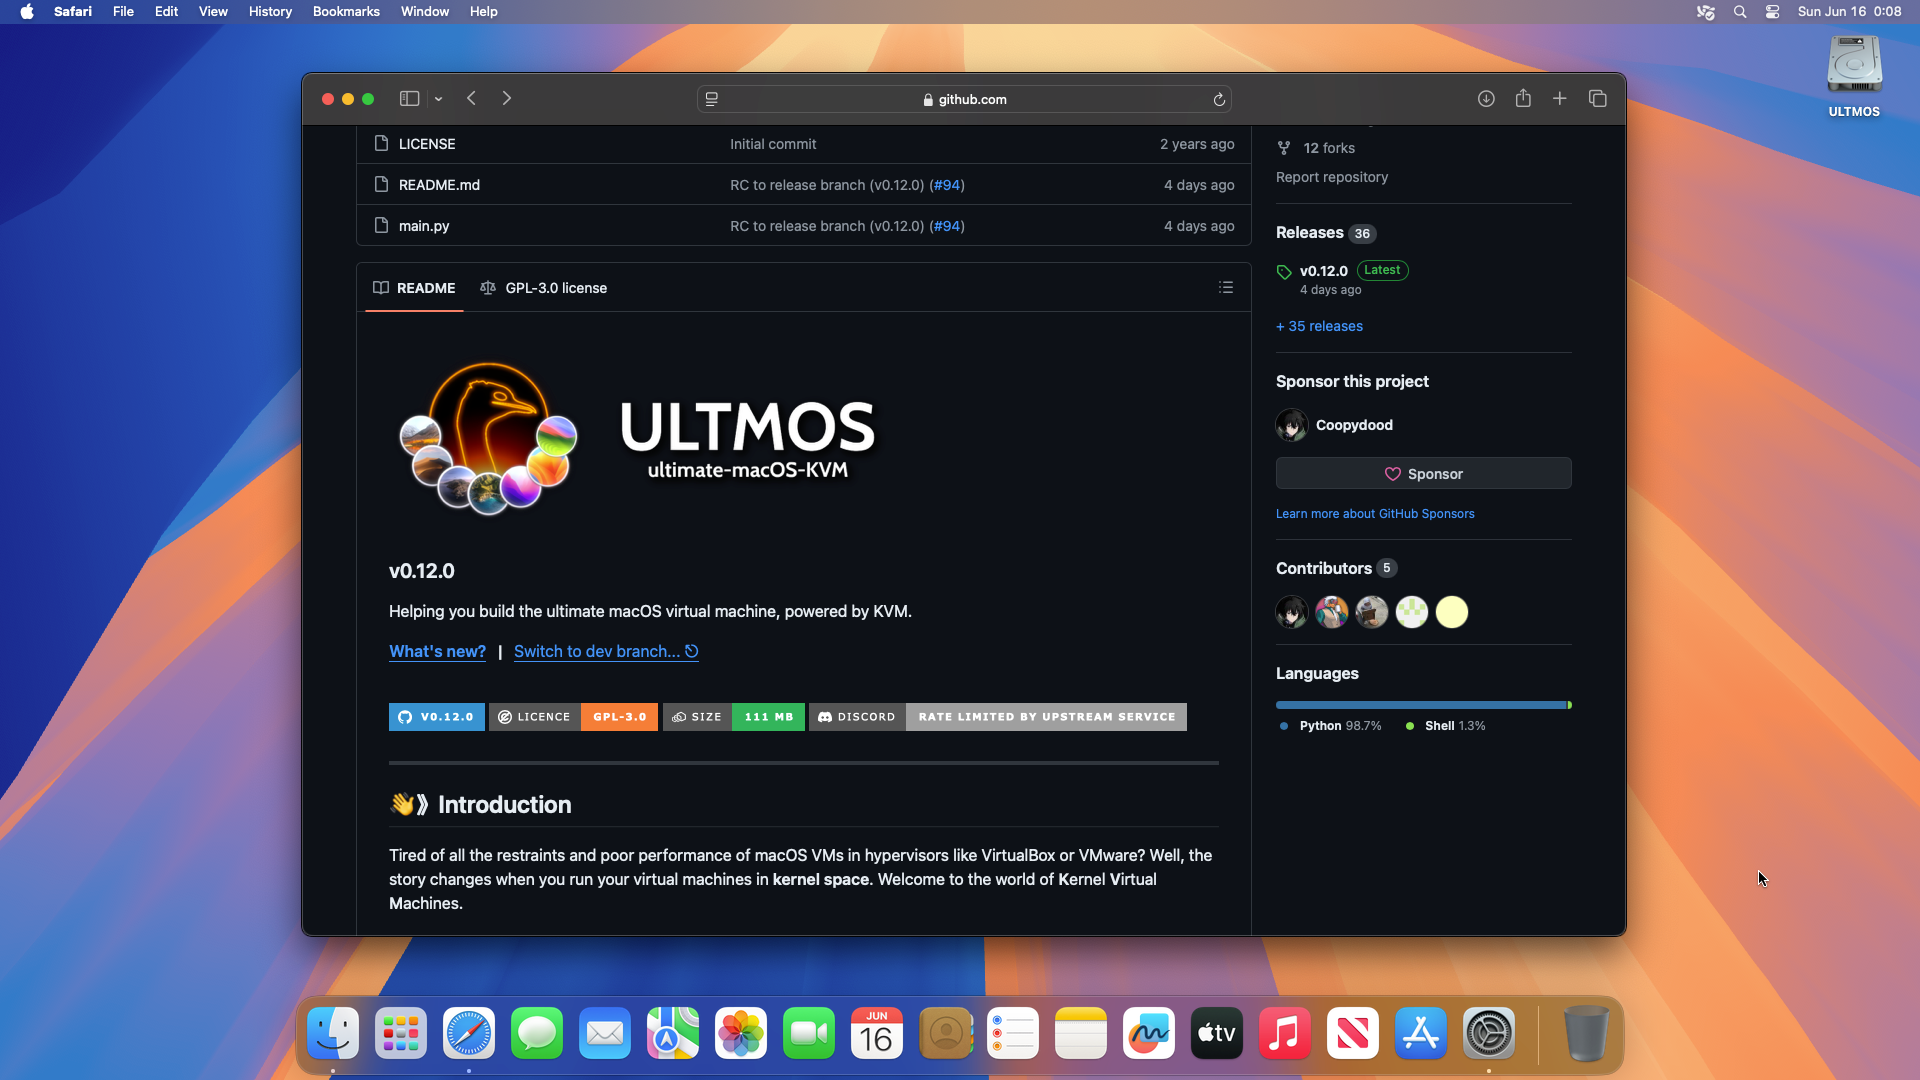 Safari File Edit View History Bookmarks Window Help Sun Jun 16 0:08
ULTMOS
github.com
LICENSE Initial commit 2 years ago
README.md RC to release branch (v0.12.0) (#94) 4 days ago
main.py RC to release branch (v0.12.0) (#94) 4 days ago
README GPL-3.0 license
ULTMOS
ultimate-macOS-KVM
v0.12.0
Helping you build the ultimate macOS virtual machine, powered by KVM.
What's new? | Switch to dev branch...
V0.12.0 LICENCE GPL-3.0 SIZE 111 MB DISCORD RATE LIMITED BY UPSTREAM SERVICE
👋》 Introduction
Tired of all the restraints and poor performance of macOS VMs in hypervisors like VirtualBox or VMware? Well, the
story changes when you run your virtual machines in kernel space. Welcome to the world of Kernel Virtual
Machines.
12 forks
Report repository
Releases 36
v0.12.0 Latest
4 days ago
+ 35 releases
Sponsor this project
Coopydood
Sponsor
Learn more about GitHub Sponsors
Contributors 5
Languages
Python 98.7% Shell 1.3%
JUN
16
tv